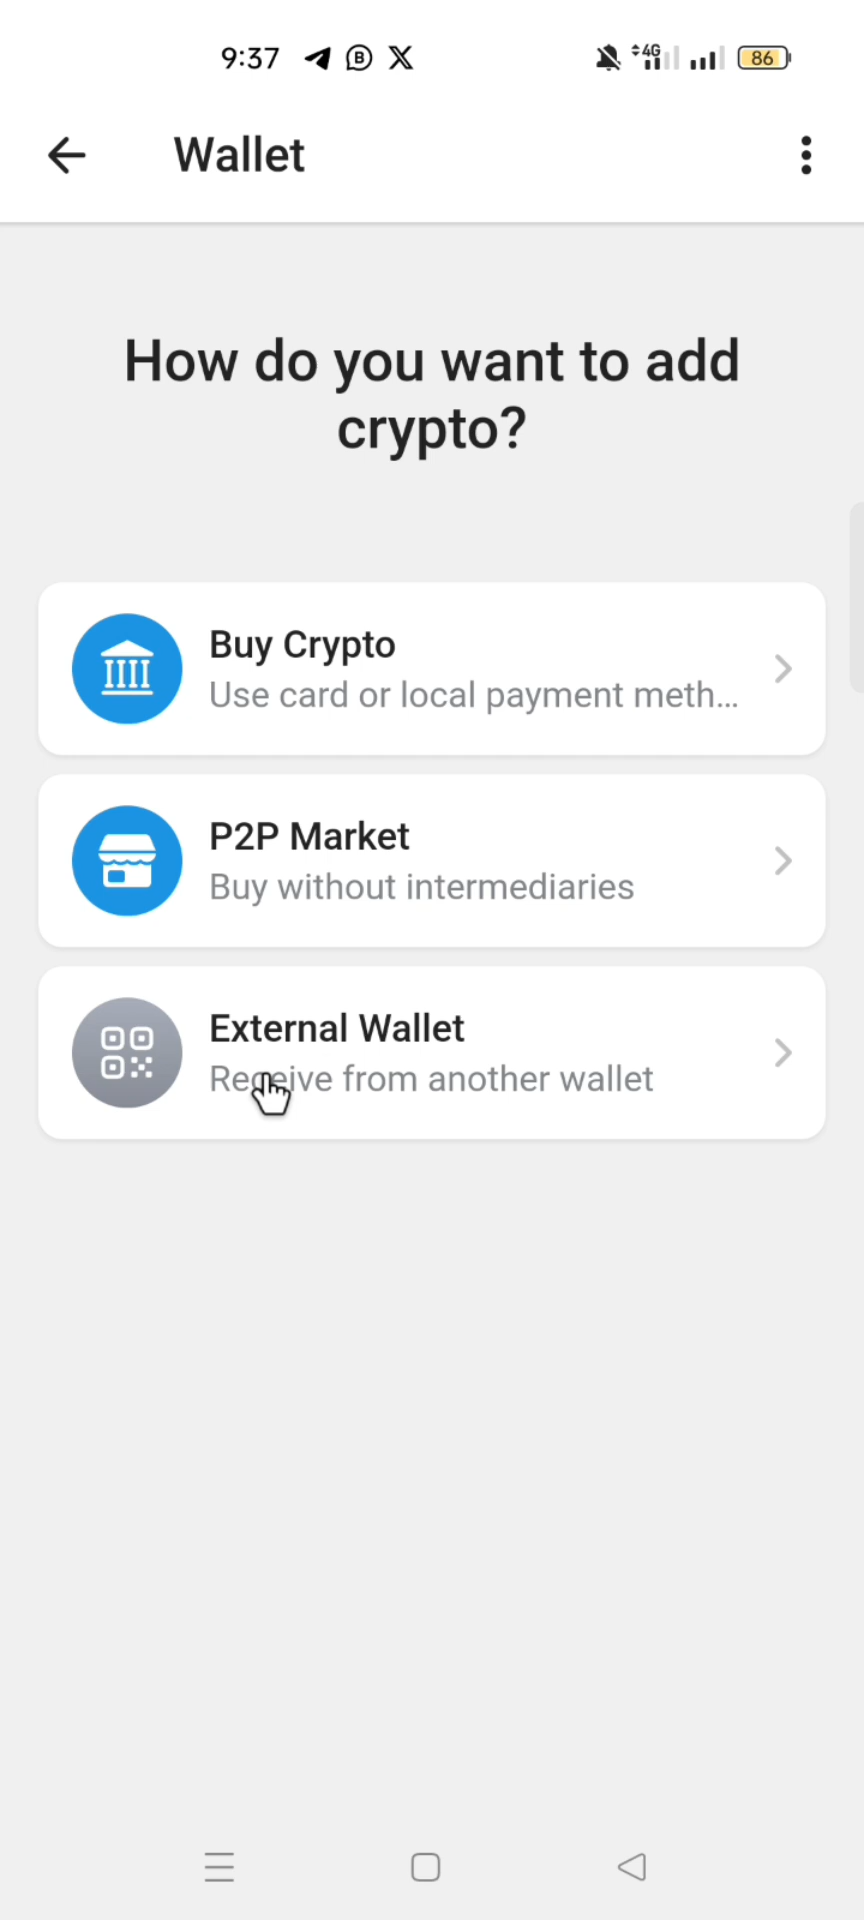 9:37
4G
86
Wallet
How do you want to add
crypto?
Buy Crypto
Use card or local payment meth...
P2P Market
Buy without intermediaries
External Wallet
Receive from another wallet